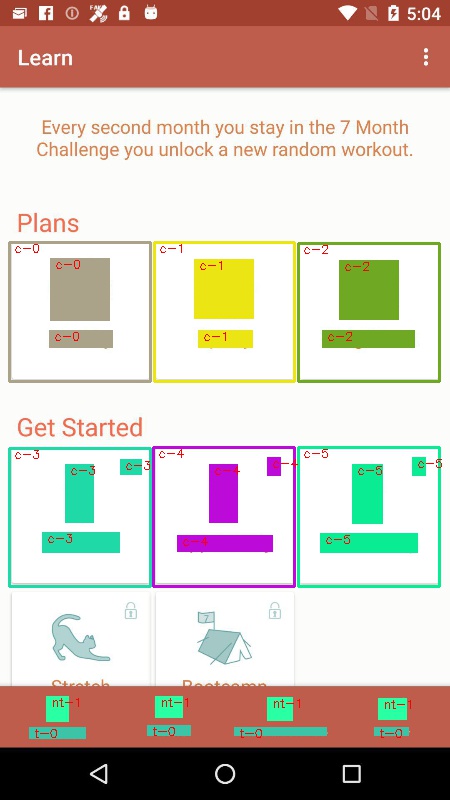 FAKE
5:04
Learn
Every second month you stay in the 7 Month
Challenge you unlock a new random workout.
Plans
c-0
c-1
c-2
c-0
c-1
c-2
c-0
c-1
c-2
Get Started
c-3
c-4
c-5
c-3
c-3
c-4
c-4
c-5
c-5
c-3
c-4
c-5
7
Stretch
Bootcamp
nt-1
nt-1
nt-1
nt-1
t-0
t-0
t-0
t-0